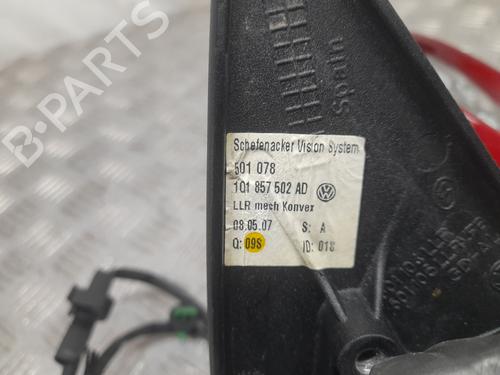 Spain
Schefenacker Vision System
501 078
1Q1 857 502 AD
LLR mech Konvex
08.05.07 S: A
Q: 09S ID: 018
B-PARTS